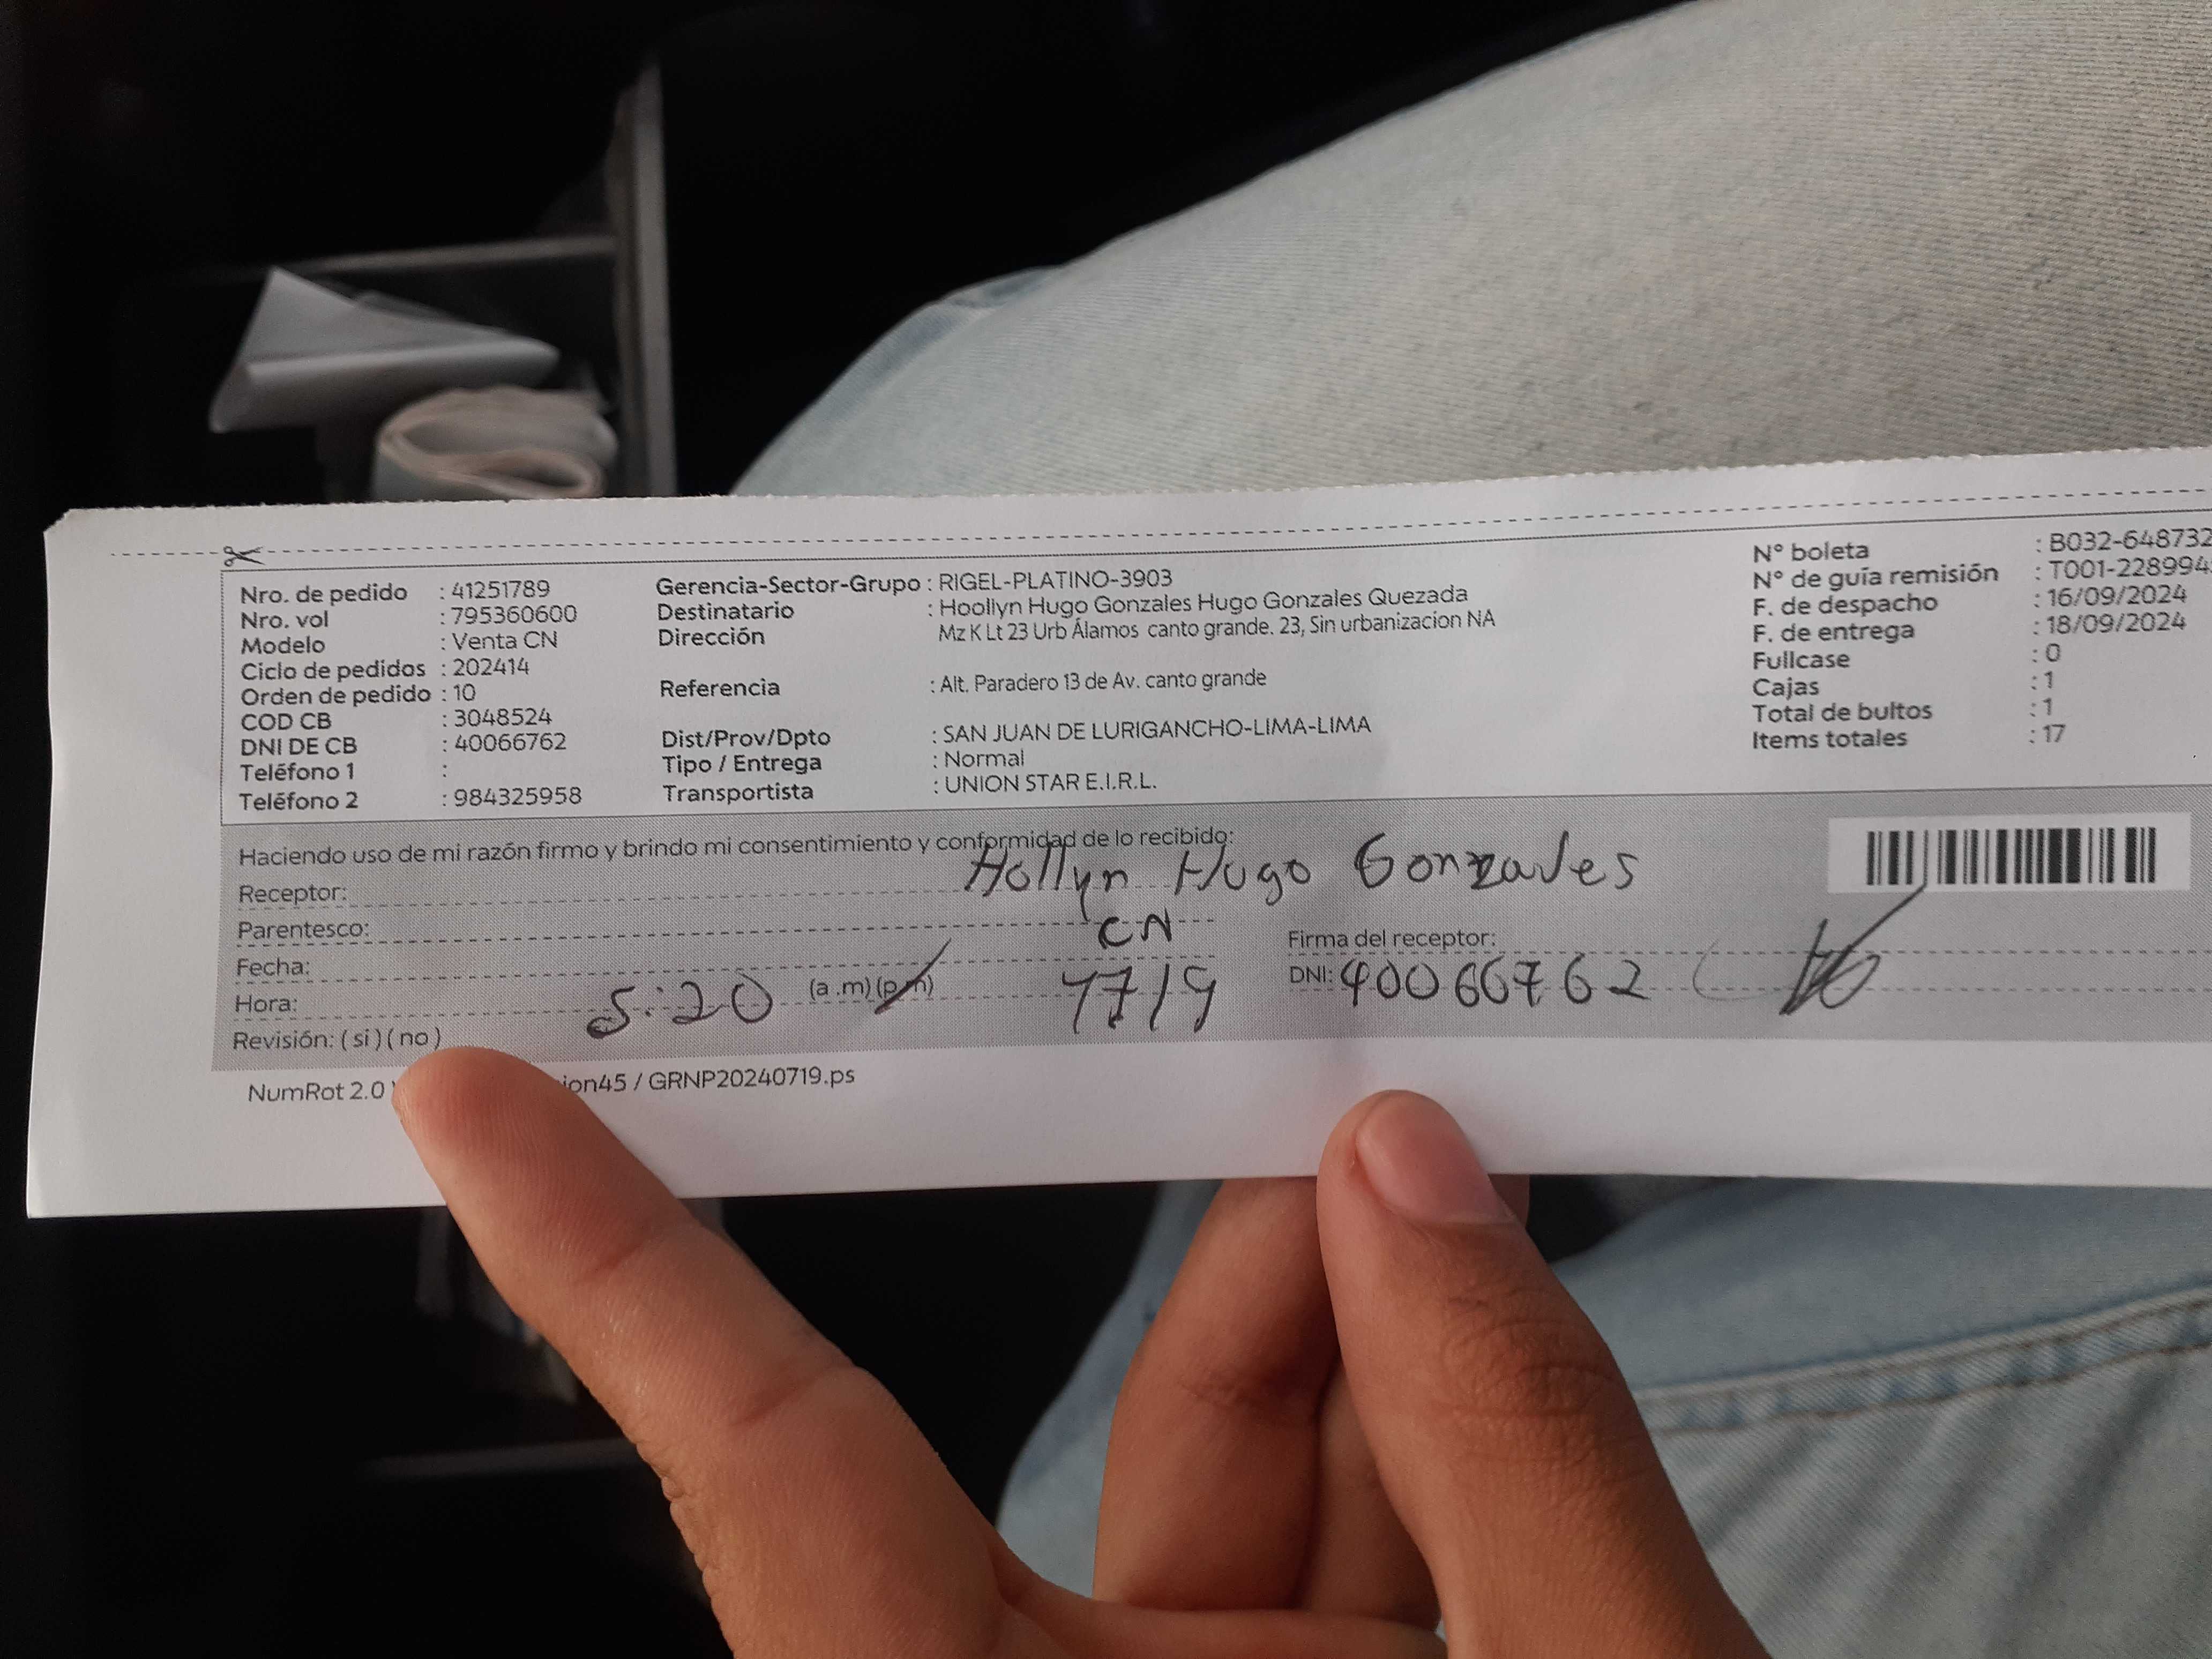 Nro. de pedido : 41251789
Nro. vol : 795360600
Modelo : Venta CN
Ciclo de pedidos : 202414
Orden de pedido : 10
COD CB : 3048524
DNI DE CB : 40066762
Teléfono 1 :
Teléfono 2 : 984325958
Gerencia-Sector-Grupo : RIGEL-PLATINO-3903
Destinatario : Hoollyn Hugo Gonzales Hugo Gonzales Quezada
Dirección Mz K Lt 23 Urb Álamos canto grande. 23, Sin urbanizacion NA
Referencia : Alt. Paradero 13 de Av. canto grande
Dist/Prov/Dpto : SAN JUAN DE LURIGANCHO-LIMA-LIMA
Tipo / Entrega : Normal
Transportista : UNION STAR E.I.R.L.
N° boleta : B032-648732
N° de guía remisión : T001-228994
F. de despacho : 16/09/2024
F. de entrega : 18/09/2024
Fullcase : 0
Cajas : 1
Total de bultos : 1
Items totales : 17
Haciendo uso de mi razón firmo y brindo mi consentimiento y conformidad de lo recibido:
Receptor: Hollyn Hugo Gonzales
Parentesco: CN
Fecha: 17/9
Hora: 5:20 (a .m) (p.m)
Revisión: ( si ) ( no )
Firma del receptor:
DNI: 40066762
NumRot 2.0 ion45 / GRNP20240719.ps